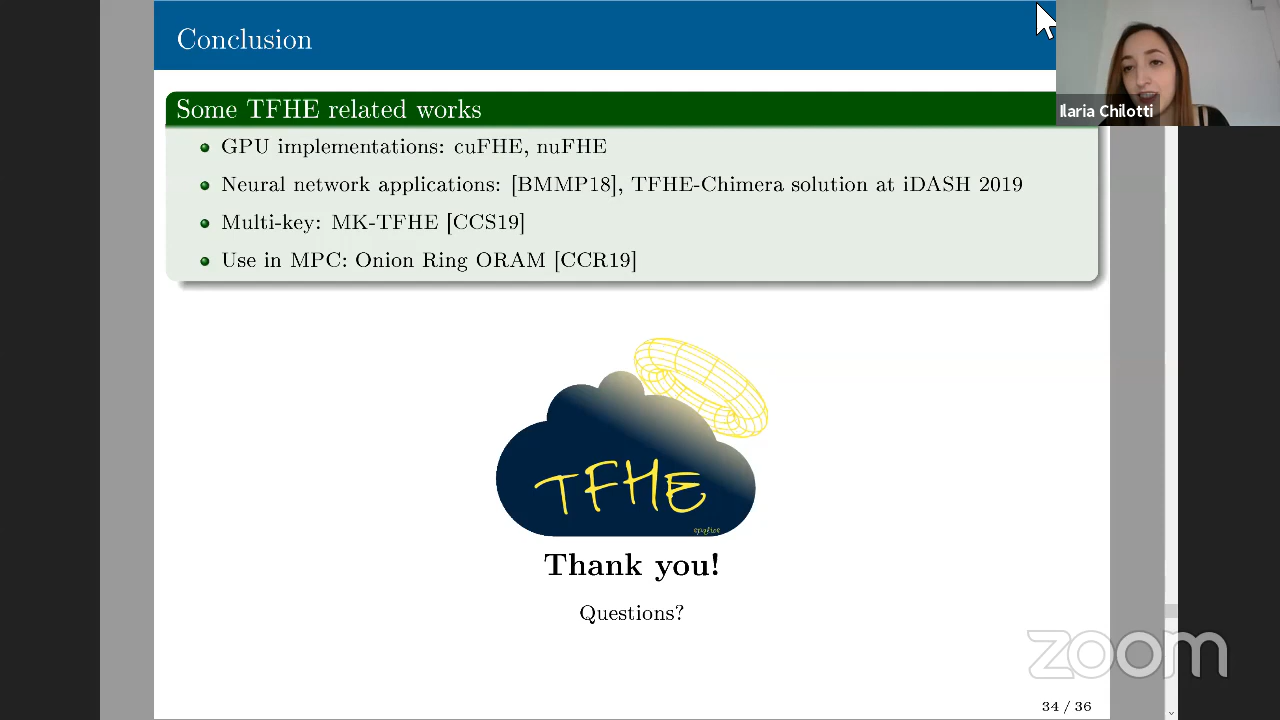 Conclusion
Ilaria Chilotti
Some TFHE related works
GPU implementations: cuFHE, nuFHE
Neural network applications: [BMMP18], TFHE-Chimera solution at iDASH 2019
Multi-key: MK-TFHE [CCS19]
Use in MPC: Onion Ring ORAM [CCR19]
TFHE
Thank you!
Questions?
zoom
34 / 36